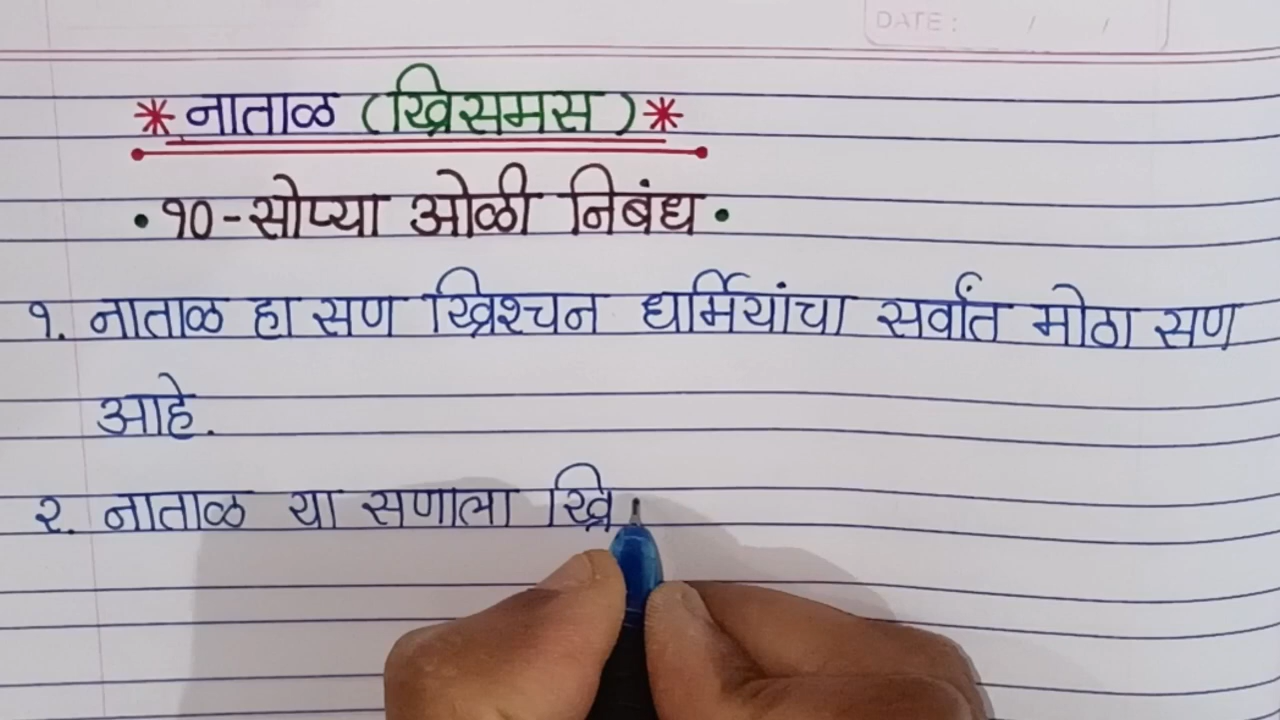 DATE: / /
* नाताळ (ख्रिसमस) *
• १०-सोप्या ओळी निबंध •
१. नाताळ हा सण ख्रिश्चन धर्मियांचा सर्वांत मोठा सण
आहे.
२. नाताळ या सणाला ख्रि